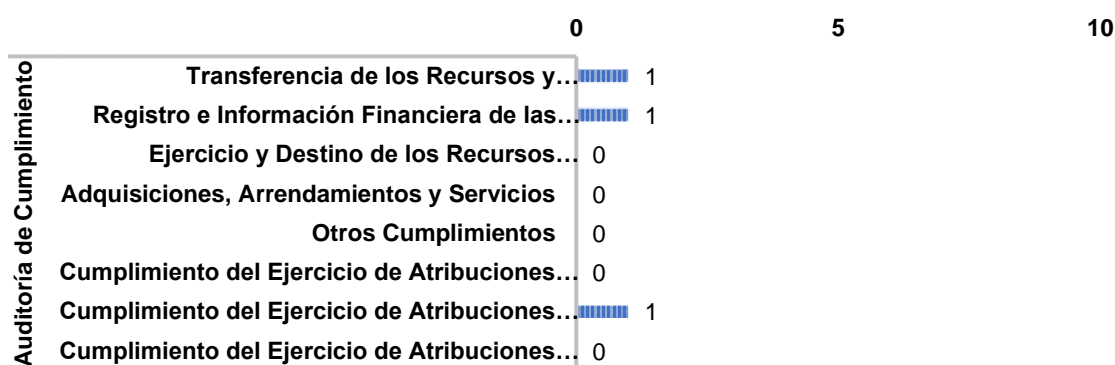 0 5 10
Auditoría de Cumplimiento
Transferencia de los Recursos y… 1
Registro e Información Financiera de las… 1
Ejercicio y Destino de los Recursos… 0
Adquisiciones, Arrendamientos y Servicios 0
Otros Cumplimientos 0
Cumplimiento del Ejercicio de Atribuciones… 0
Cumplimiento del Ejercicio de Atribuciones… 1
Cumplimiento del Ejercicio de Atribuciones… 0